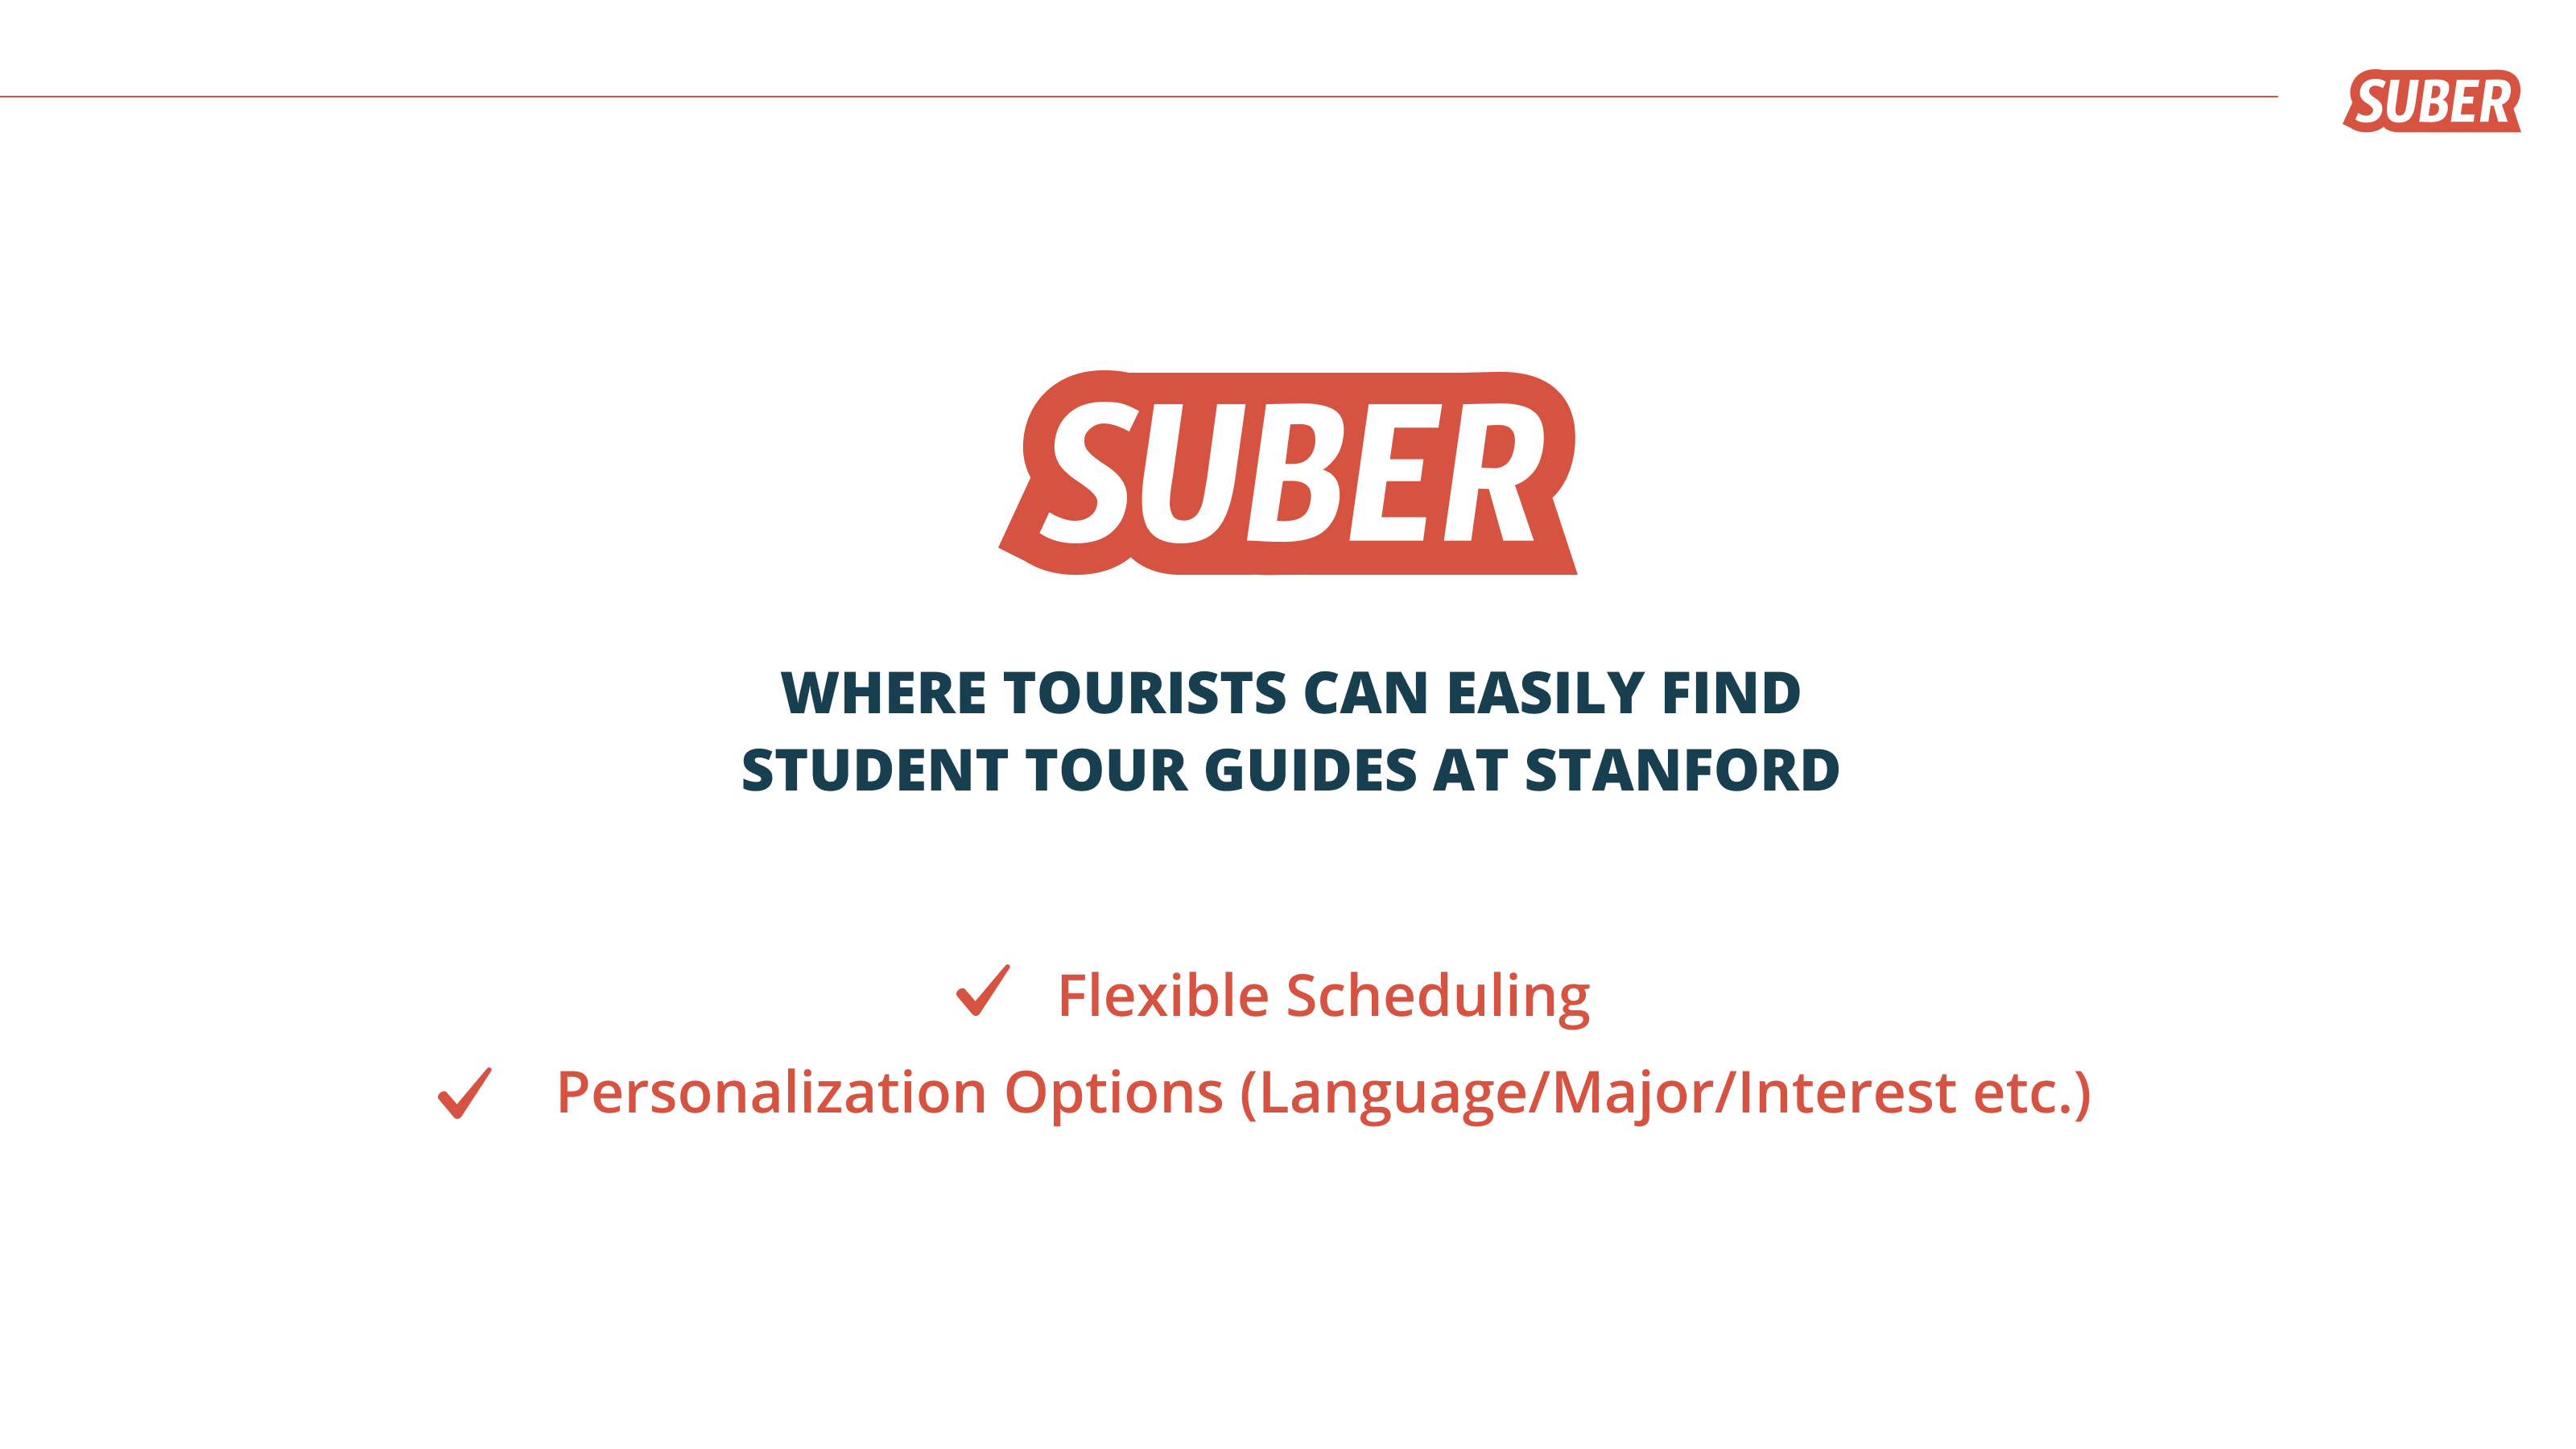 SUBER
SUBER
WHERE TOURISTS CAN EASILY FIND
STUDENT TOUR GUIDES AT STANFORD
Flexible Scheduling
Personalization Options (Language/Major/Interest etc.)